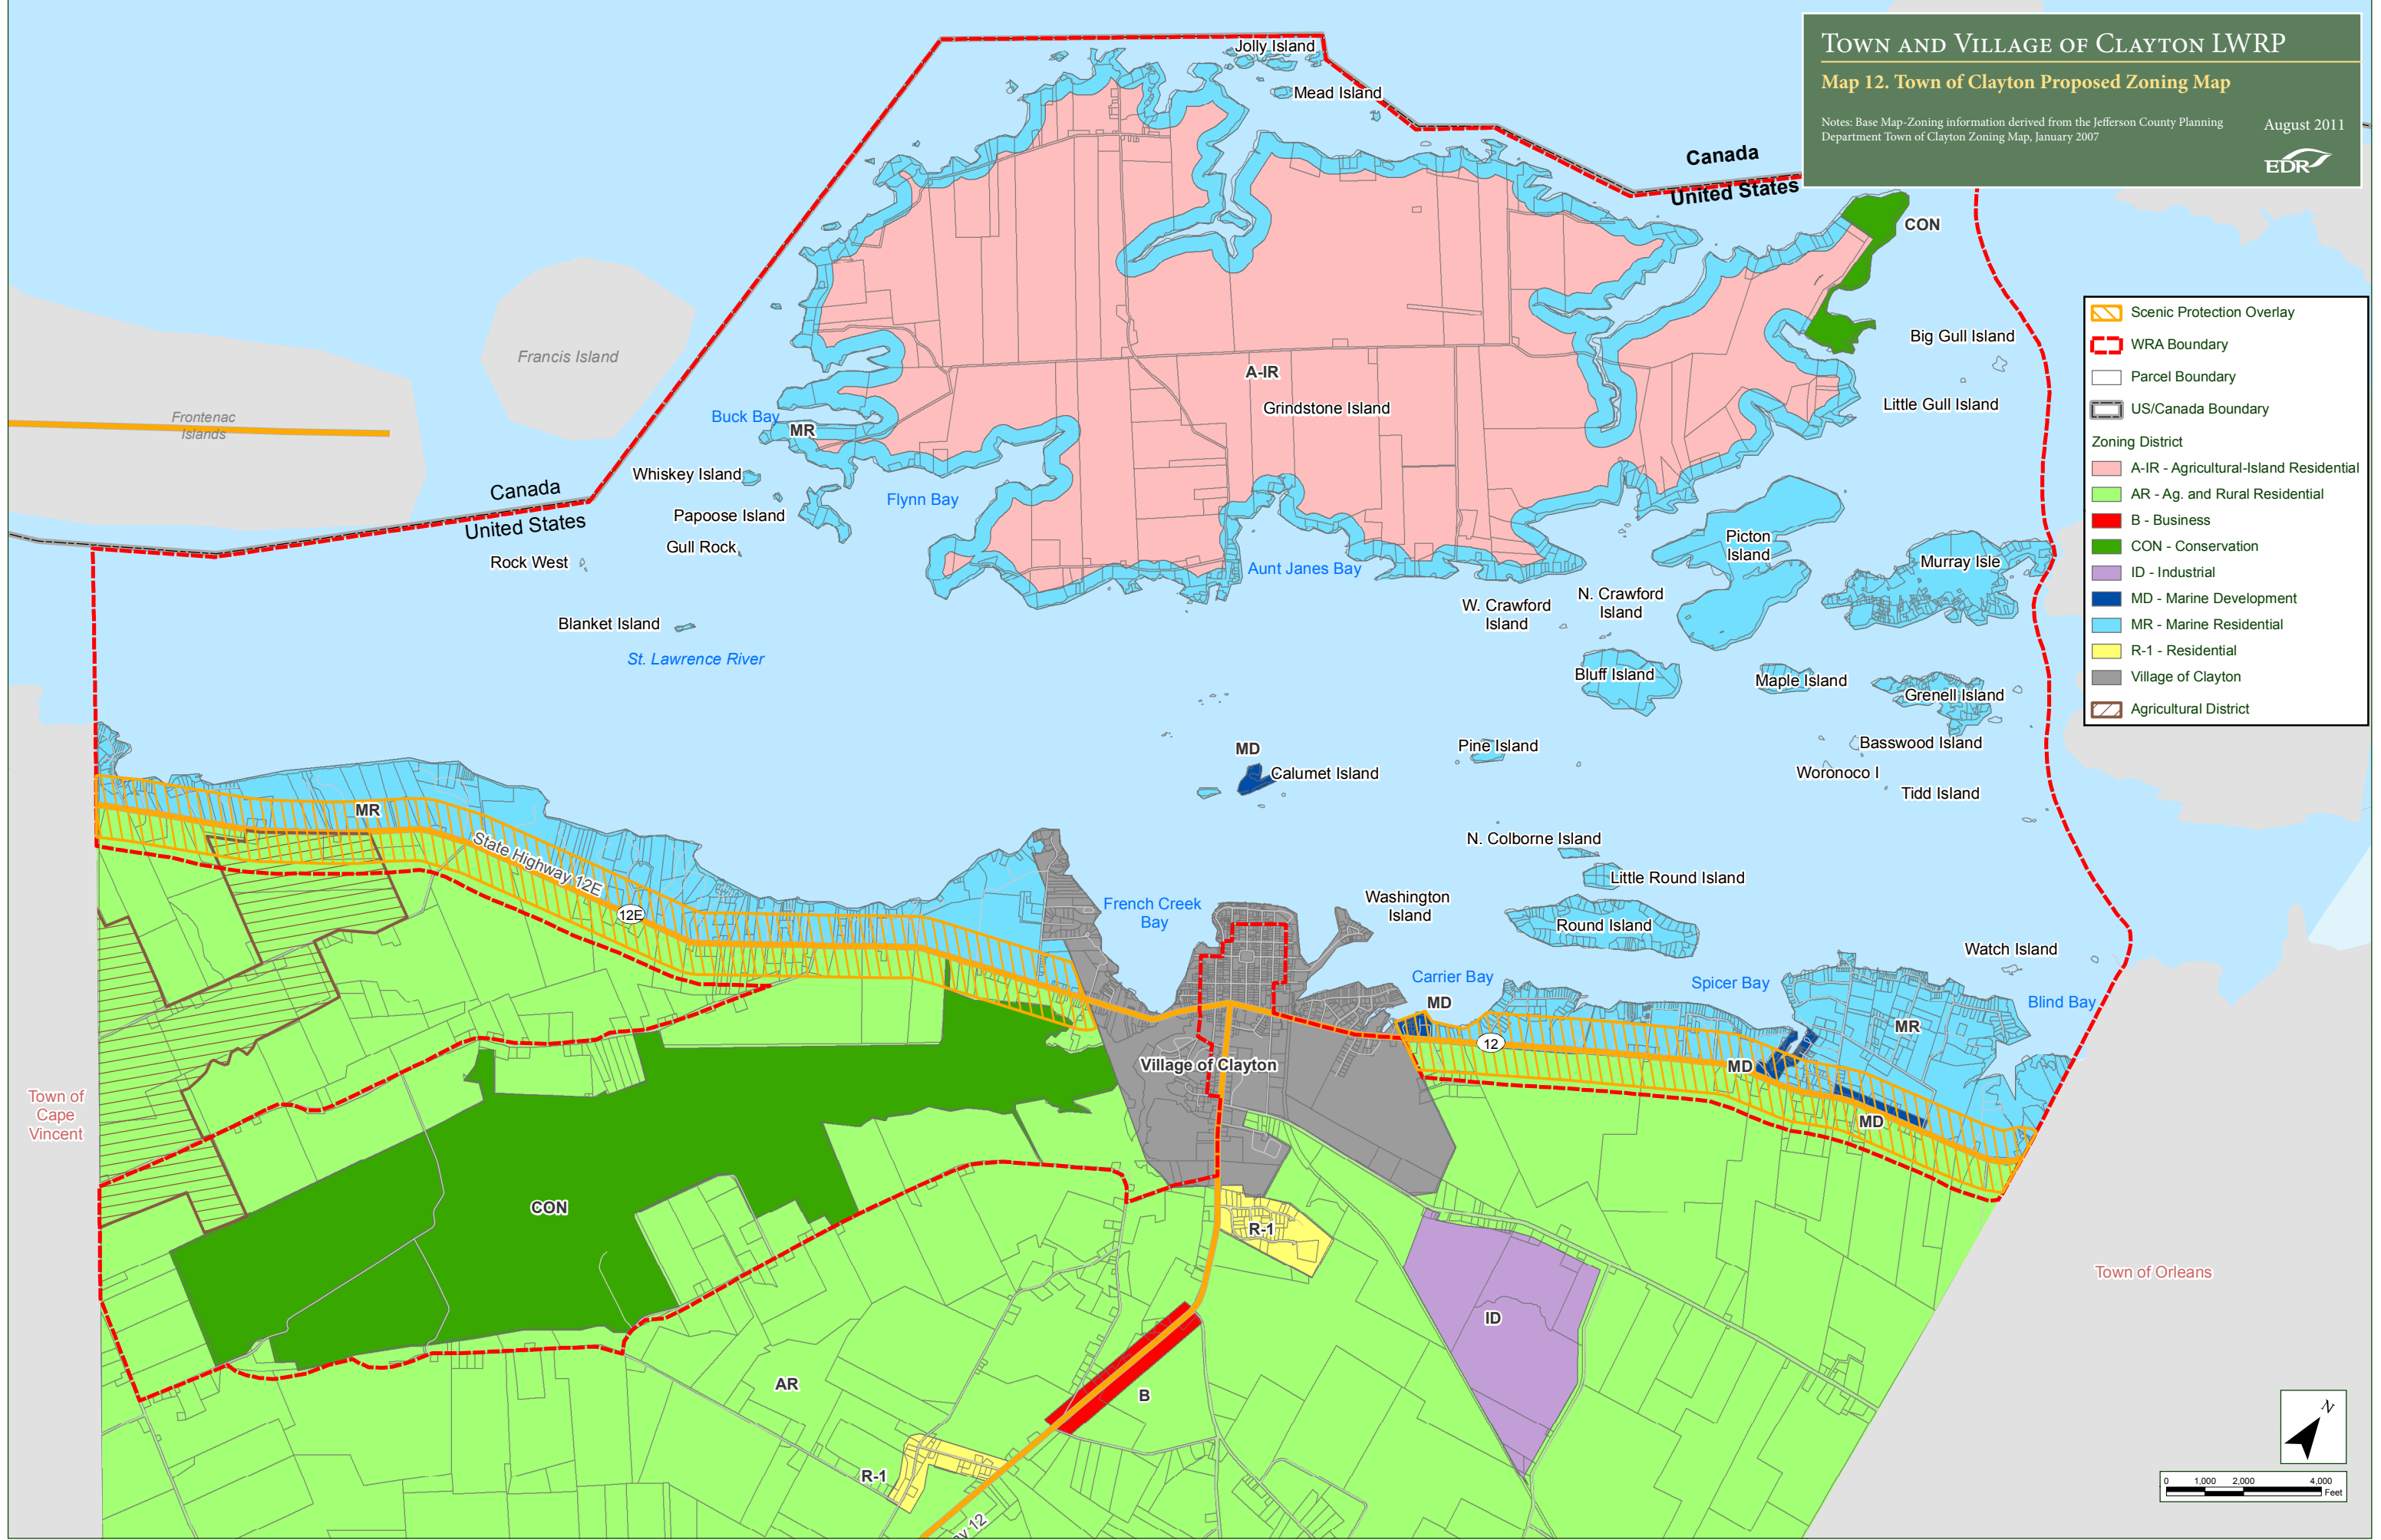 TOWN AND VILLAGE OF CLAYTON LWRP
Map 12. Town of Clayton Proposed Zoning Map
Notes: Base Map-Zoning information derived from the Jefferson County Planning
Department Town of Clayton Zoning Map, January 2007
August 2011
EDR
Jolly Island
Mead Island
Canada
United States
CON
Big Gull Island
Little Gull Island
Francis Island
Frontenac
Islands
A-IR
Grindstone Island
Buck Bay
MR
Whiskey Island
Flynn Bay
Canada
United States
Papoose Island
Gull Rock
Rock West
Aunt Janes Bay
Picton
Island
Murray Isle
W. Crawford
Island
N. Crawford
Island
Blanket Island
St. Lawrence River
Bluff Island
Maple Island
Grenell Island
Pine Island
Basswood Island
Woronoco I
Tidd Island
MD
Calumet Island
N. Colborne Island
Little Round Island
Washington
Island
Round Island
French Creek
Bay
Watch Island
Carrier Bay
Spicer Bay
Blind Bay
MR
State Highway 12E
12E
MD
12
MR
MD
MD
Village of Clayton
Town of
Cape
Vincent
CON
R-1
ID
Town of Orleans
AR
B
R-1
y 12
Scenic Protection Overlay
WRA Boundary
Parcel Boundary
US/Canada Boundary
Zoning District
A-IR - Agricultural-Island Residential
AR - Ag. and Rural Residential
B - Business
CON - Conservation
ID - Industrial
MD - Marine Development
MR - Marine Residential
R-1 - Residential
Village of Clayton
Agricultural District
N
0 1,000 2,000 4,000
Feet